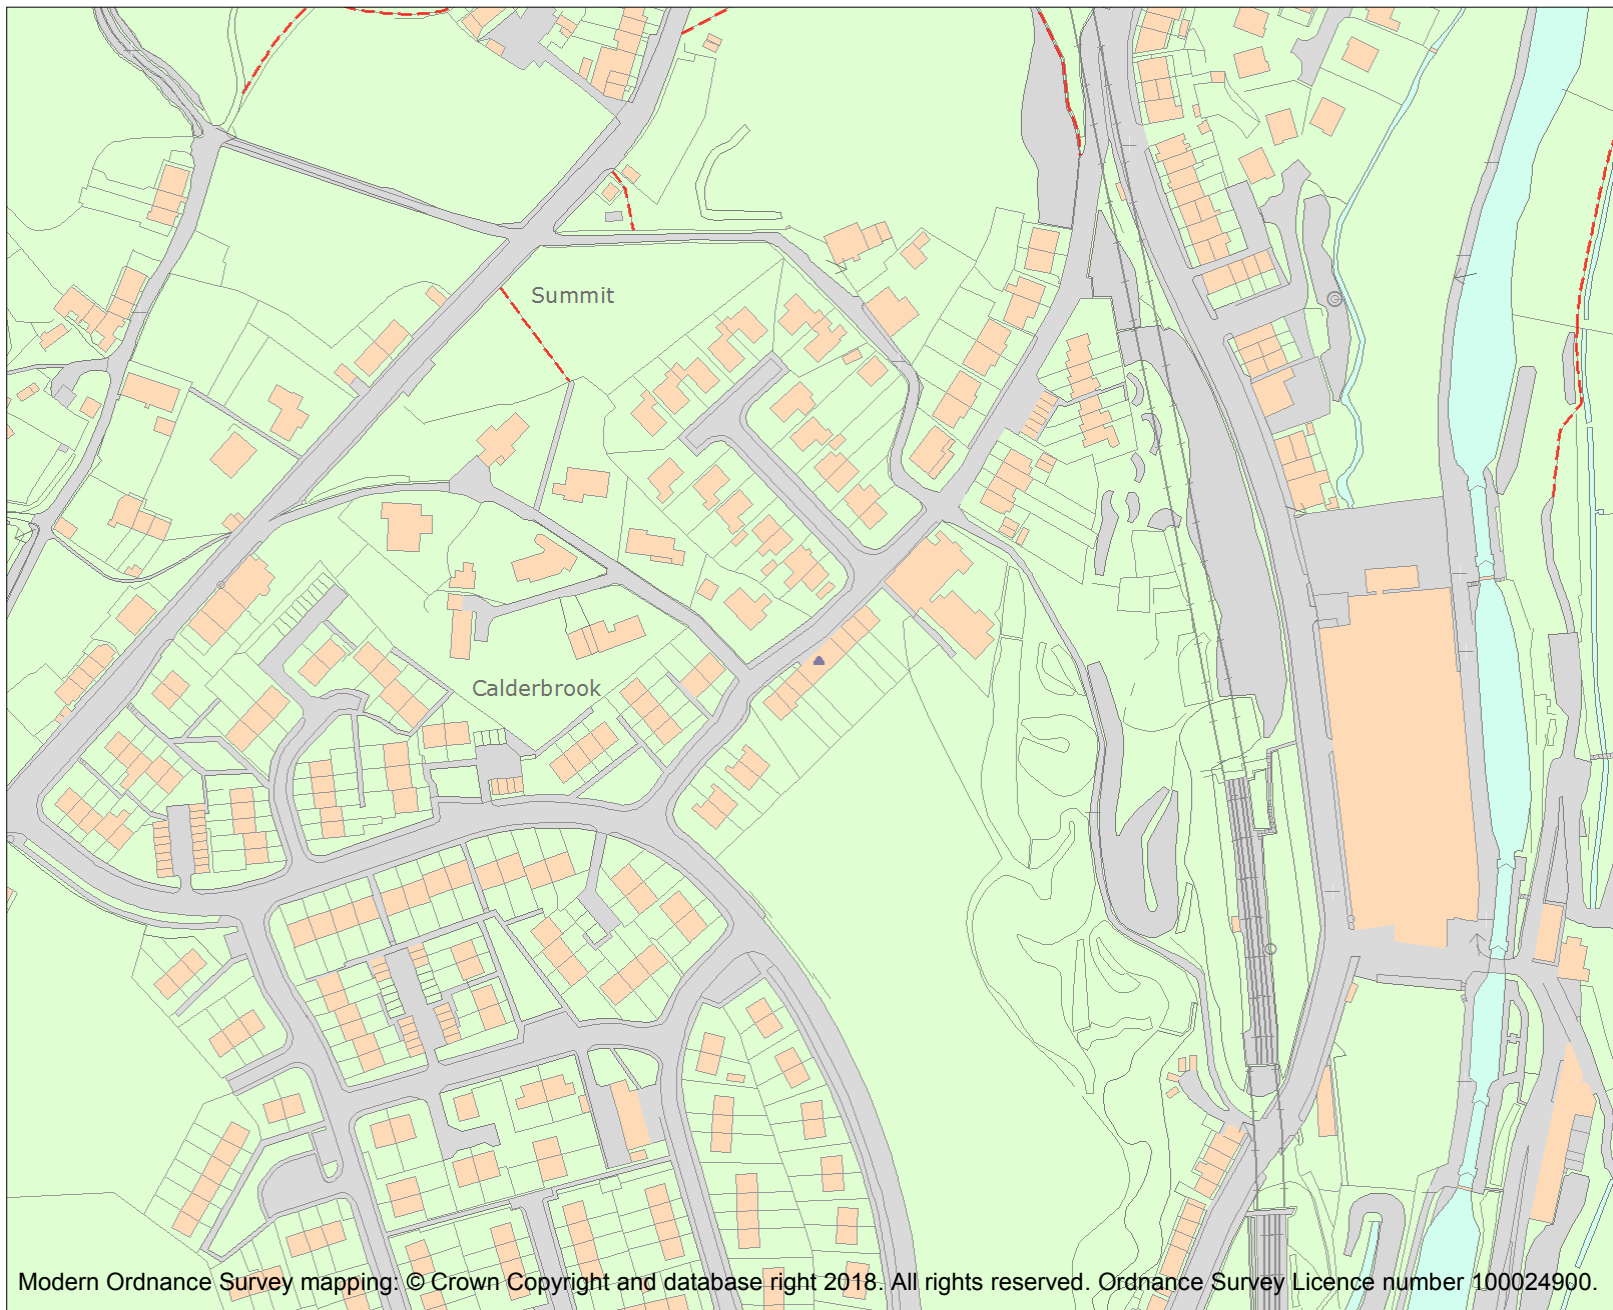 Summit
Calderbrook
Modern Ordnance Survey mapping: © Crown Copyright and database right 2018. All rights reserved. Ordnance Survey Licence number 100024900.